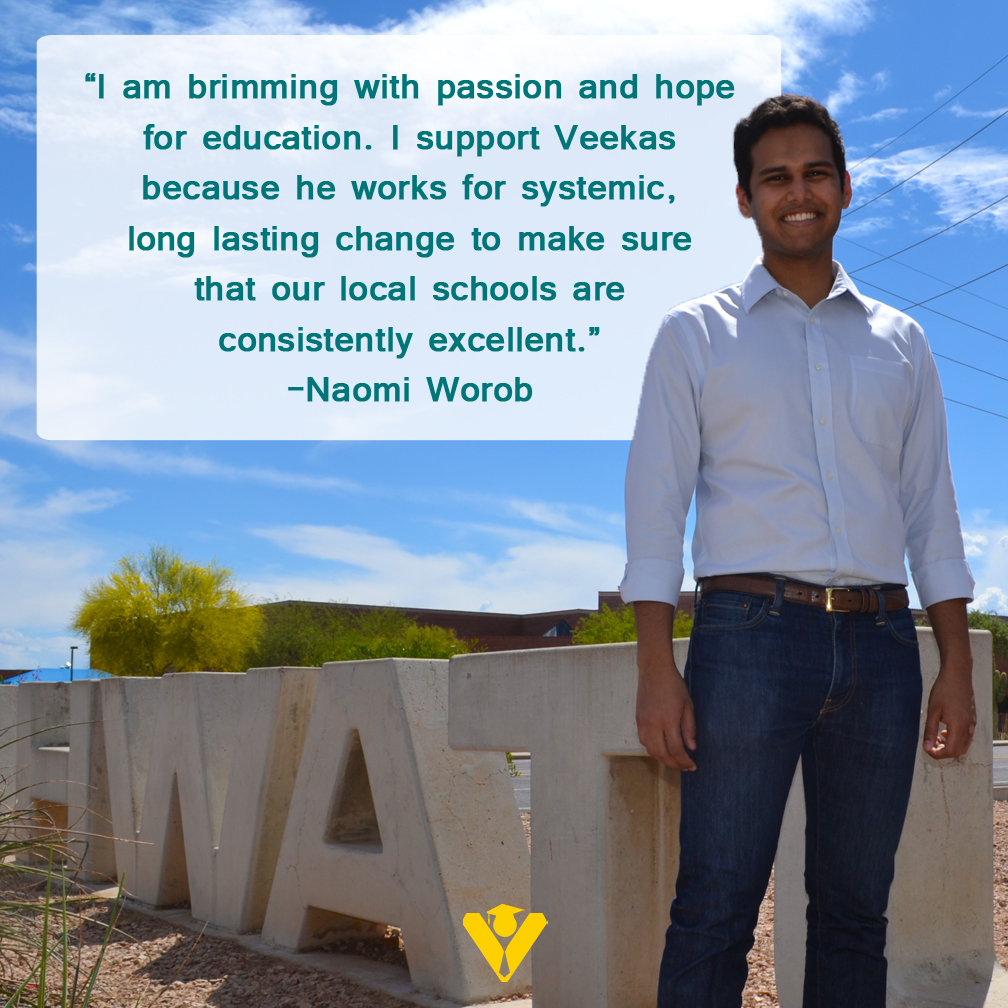 “I am brimming with passion and hope
for education. I support Veekas
because he works for systemic,
long lasting change to make sure
that our local schools are
consistently excellent.”
-Naomi Worob
WAT